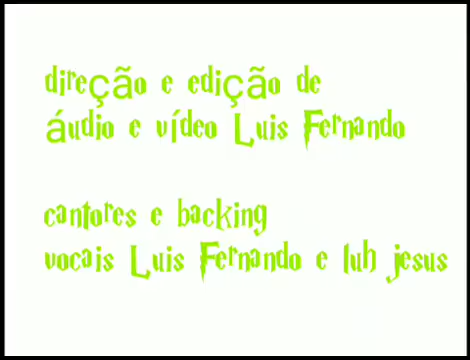 direção e edição de
áudio e vídeo Luis Fernando
cantores e backing
vocais Luis Fernando e luh jesus